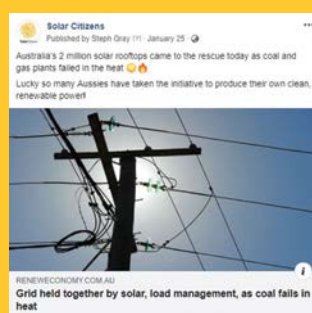 Solar Citizens
Published by Steph Gray [?] · January 25 ·
Australia's 2 million solar rooftops came to the rescue today as coal and
gas plants failed in the heat 🌞🔥
Lucky so many Aussies have taken the initiative to produce their own clean,
renewable power!
RENEWECONOMY.COM.AU
Grid held together by solar, load management, as coal fails in
heat